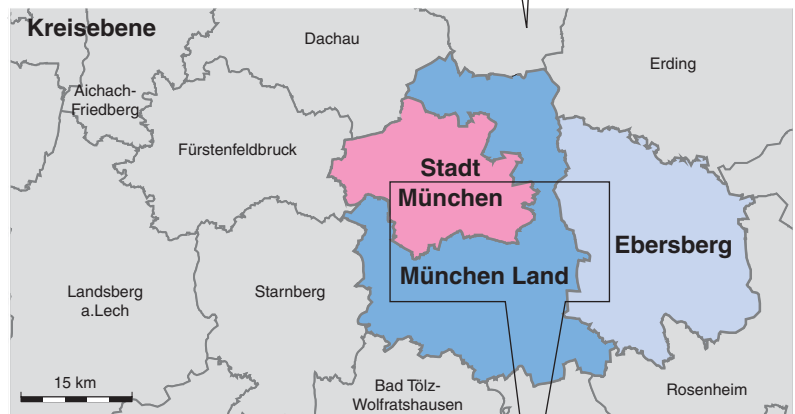 Kreisebene
Dachau
Erding
Aichach-
Friedberg
Fürstenfeldbruck
Stadt
München
Ebersberg
München Land
Landsberg
a.Lech
Starnberg
15 km
Bad Tölz-
Wolfratshausen
Rosenheim